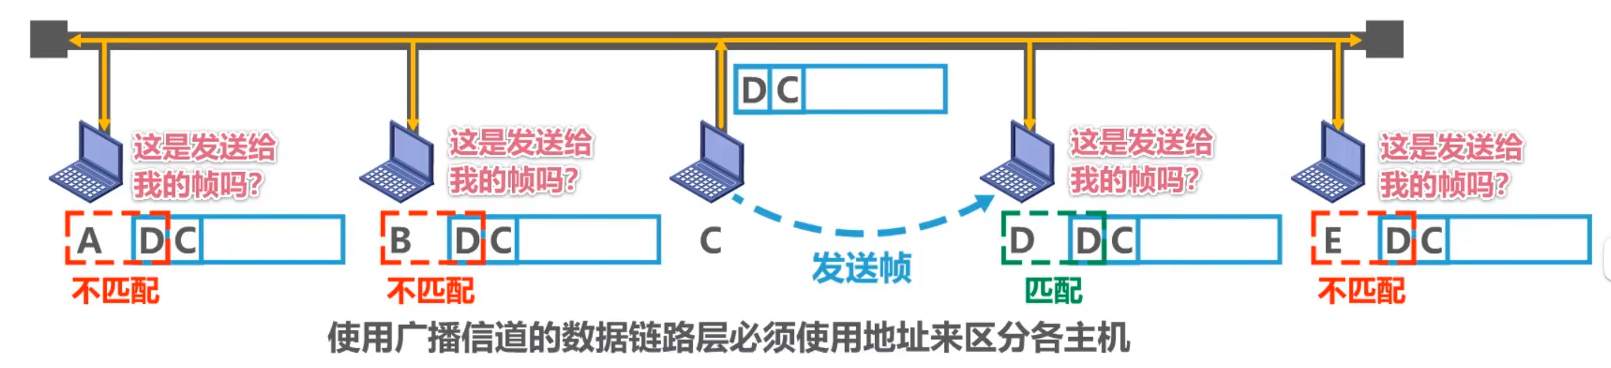 D C
这是发送给
我的帧吗?
这是发送给
我的帧吗?
这是发送给
我的帧吗?
这是发送给
我的帧吗?
A D C
B D C
C
D D C
E D C
发送帧
不匹配
不匹配
匹配
不匹配
使用广播信道的数据链路层必须使用地址来区分各主机